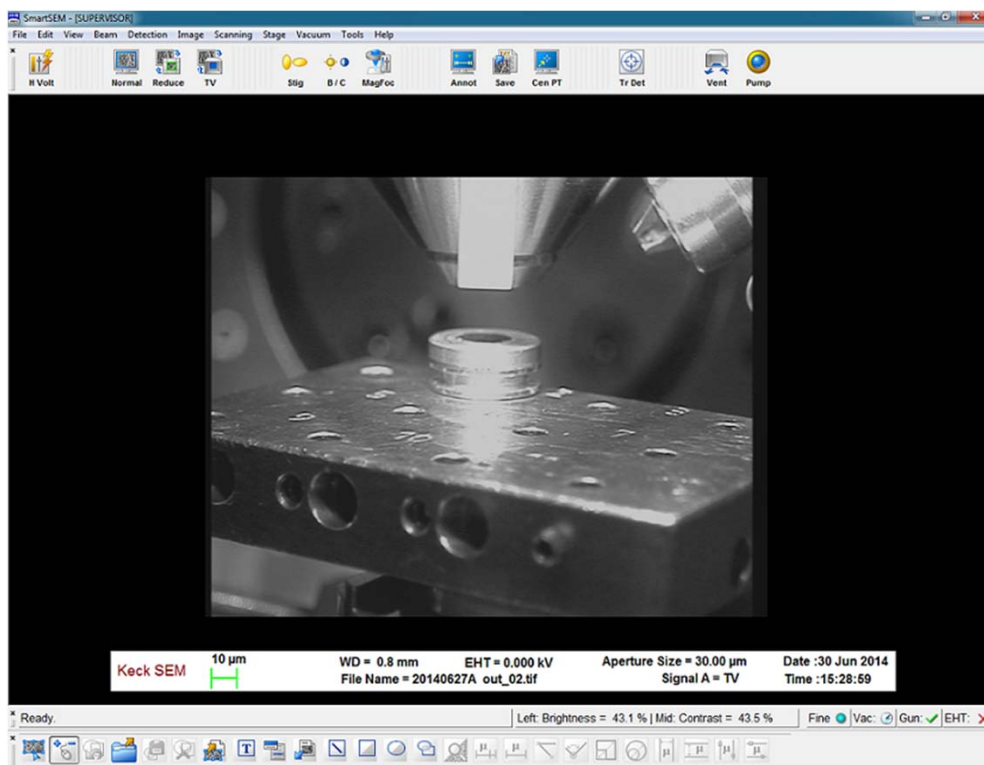 SmartSEM - [SUPERVISOR]
File Edit View Beam Detection Image Scanning Stage Vacuum Tools Help
H Volt Normal Reduce TV Stig B / C MagFoc Annot Save Cen PT Tr Det Vent Pump
10
7
Keck SEM
10 µm
WD = 0.8 mm EHT = 0.000 kV Aperture Size = 30.00 µm Date :30 Jun 2014
File Name = 20140627A out_02.tif Signal A = TV Time :15:28:59
Ready. Left: Brightness = 43.1 % | Mid: Contrast = 43.5 % Fine Vac: Gun: EHT:
T